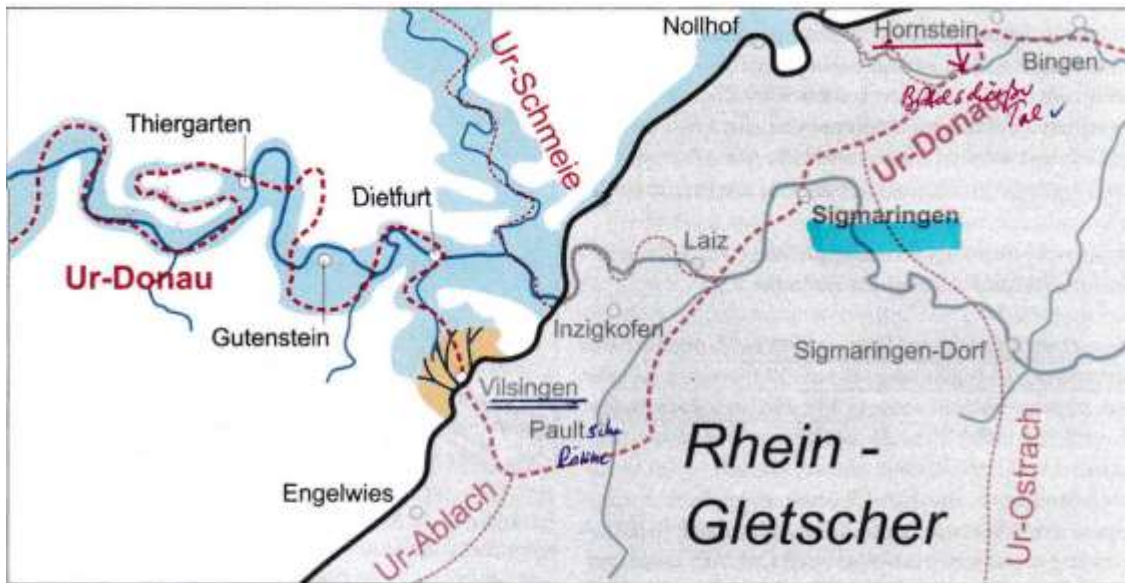 Nollhof
Hornstein
Bingen
Tal
Ur-Schmeie
Thiergarten
Ur-Donau
Dietfurt
Sigmaringen
Laiz
Ur-Donau
Gutenstein
Inzigkofen
Sigmaringen-Dorf
Vilsingen
Paultsche
Rinne
Rhein -
Gletscher
Engelwies
Ur-Ablach
Ur-Ostrach